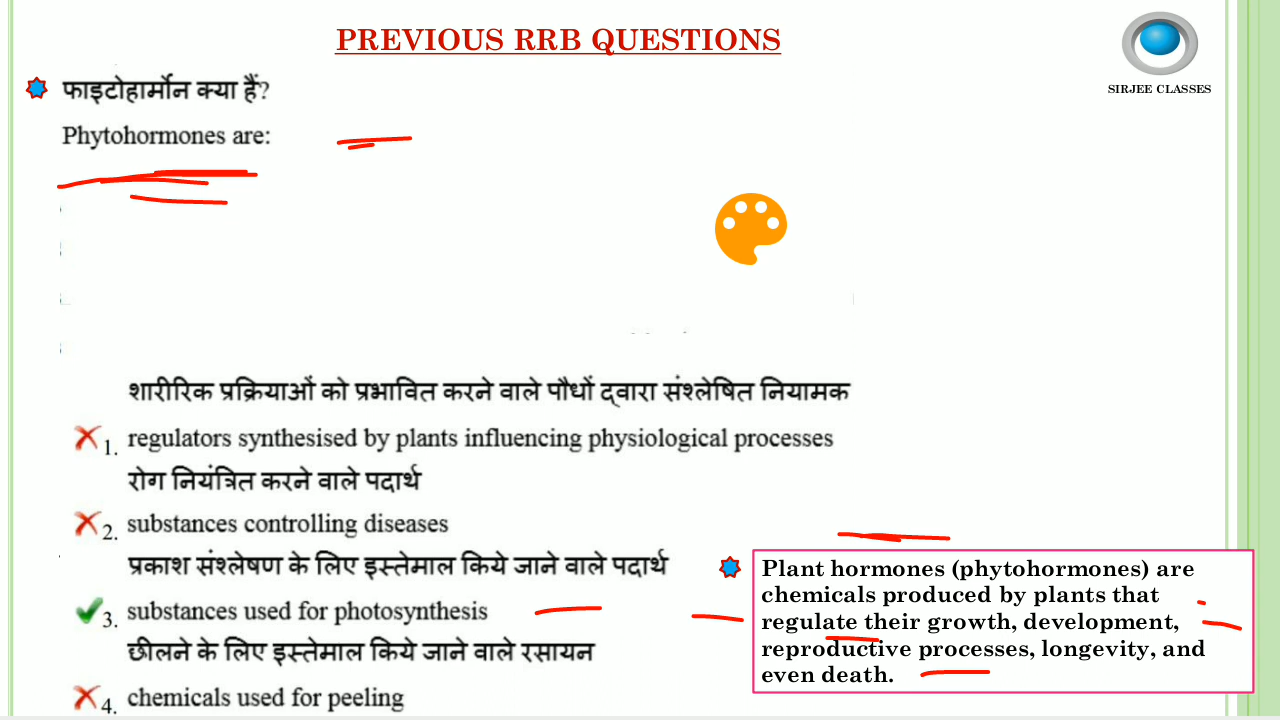 PREVIOUS RRB QUESTIONS
SIRJEE CLASSES
फाइटोहार्मोन क्या हैं?
Phytohormones are:
शारीरिक प्रक्रियाओं को प्रभावित करने वाले पौधों द्वारा संश्लेषित नियामक
1. regulators synthesised by plants influencing physiological processes
रोग नियंत्रित करने वाले पदार्थ
2. substances controlling diseases
प्रकाश संश्लेषण के लिए इस्तेमाल किये जाने वाले पदार्थ
3. substances used for photosynthesis
छीलने के लिए इस्तेमाल किये जाने वाले रसायन
4. chemicals used for peeling
Plant hormones (phytohormones) are
chemicals produced by plants that
regulate their growth, development,
reproductive processes, longevity, and
even death.